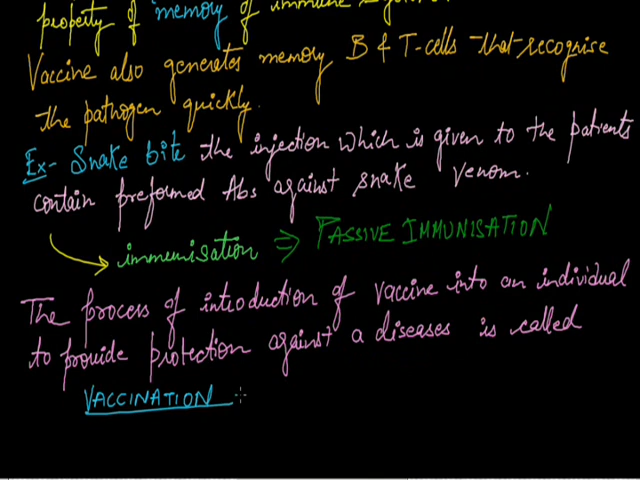 property of memory of immune system.
Vaccine also generates memory B & T-cells that recognise
the pathogen quickly.
Ex- Snake bite the injection which is given to the patients
contain preformed Abs against snake venom.
immunisation ⇒ PASSIVE IMMUNISATION
The process of introduction of vaccine into an individual
to provide protection against a diseases is called
VACCINATION